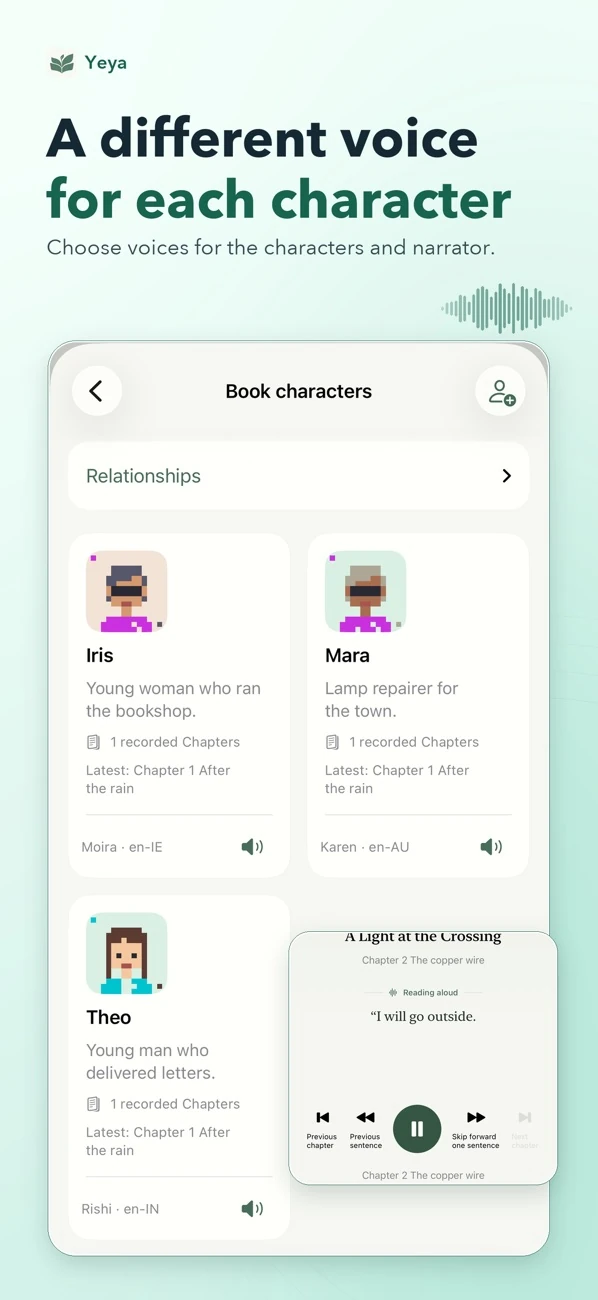 Yeya
A different voice
for each character
Choose voices for the characters and narrator.
Book characters
Relationships
Iris
Young woman who ran
the bookshop.
1 recorded Chapters
Latest: Chapter 1 After
the rain
Moira · en-IE
Mara
Lamp repairer for
the town.
1 recorded Chapters
Latest: Chapter 1 After
the rain
Karen · en-AU
Theo
Young man who
delivered letters.
1 recorded Chapters
Latest: Chapter 1 After
the rain
Rishi · en-IN
A Light at the Crossing
Chapter 2 The copper wire
Reading aloud
“I will go outside.
Previous
chapter
Previous
sentence
Skip forward
one sentence
Next
chapter
Chapter 2 The copper wire